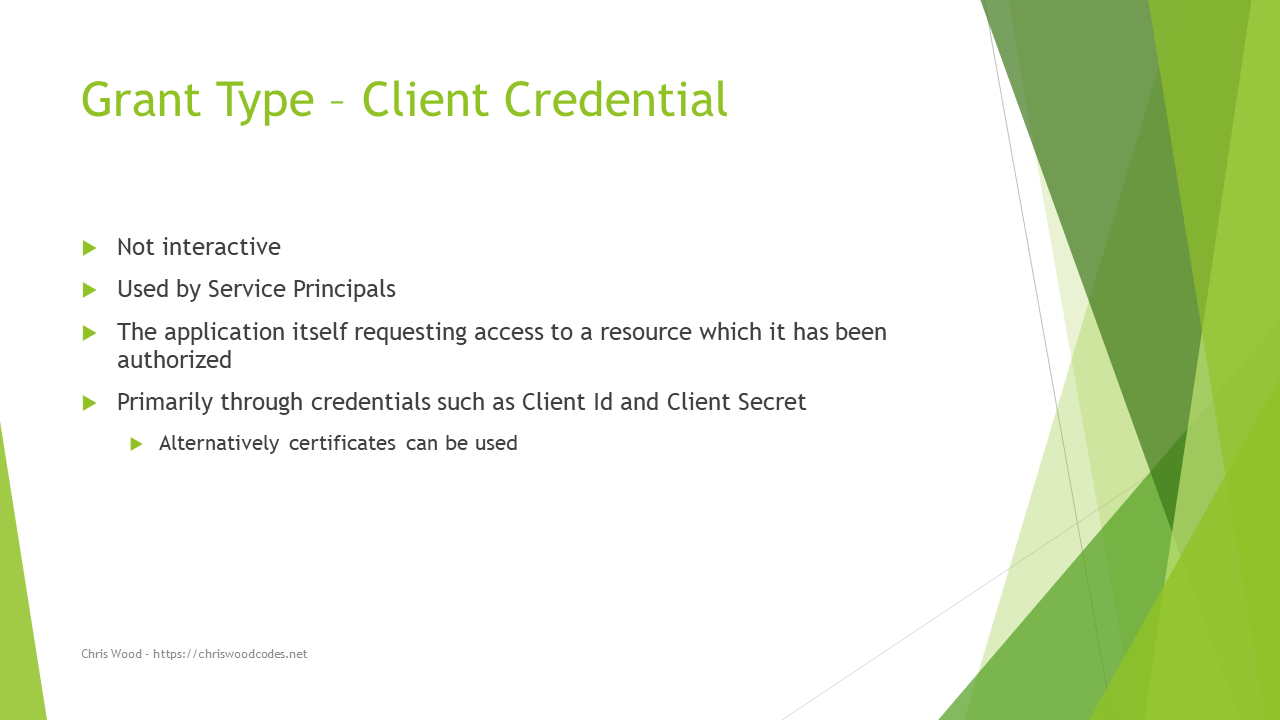 Grant Type – Client Credential
Not interactive
Used by Service Principals
The application itself requesting access to a resource which it has been
authorized
Primarily through credentials such as Client Id and Client Secret
Alternatively certificates can be used
Chris Wood - https://chriswoodcodes.net